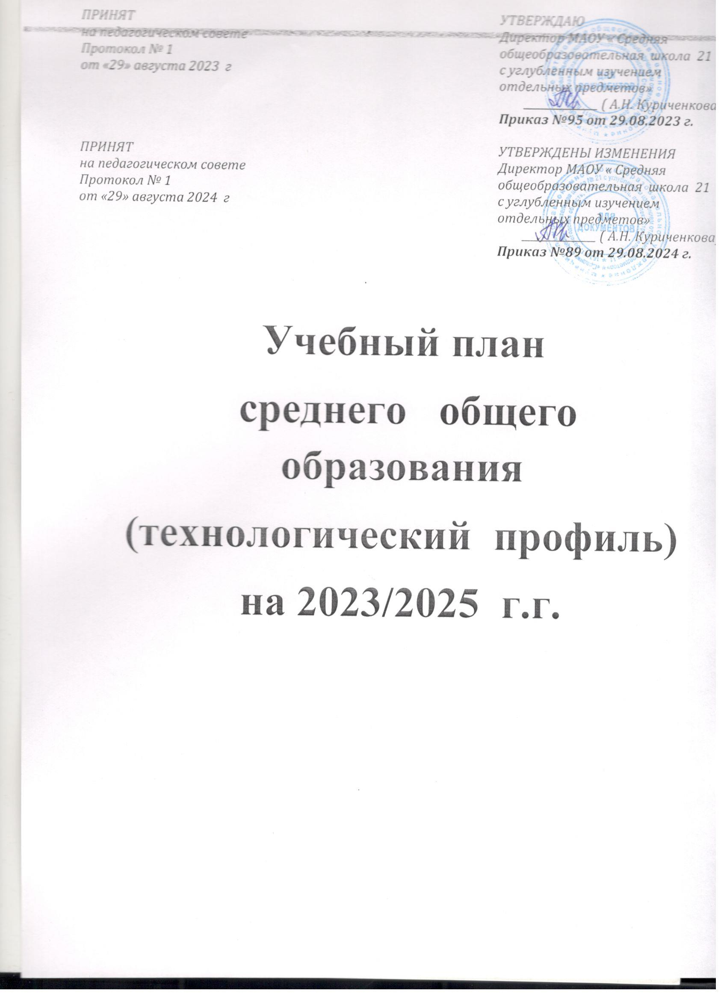 ПРИНЯТ
на педагогическом совете
Протокол № 1
от «29» августа 2023 г
УТВЕРЖДАЮ
Директор МАОУ « Средняя
общеобразовательная школа 21
с углубленным изучением
отдельных предметов»
( А.Н. Куриченкова
Приказ №95 от 29.08.2023 г.
ПРИНЯТ
на педагогическом совете
Протокол № 1
от «29» августа 2024 г
УТВЕРЖДЕНЫ ИЗМЕНЕНИЯ
Директор МАОУ « Средняя
общеобразовательная школа 21
с углубленным изучением
отдельных предметов»
( А.Н. Куриченкова)
Приказ №89 от 29.08.2024 г.
ДЛЯ
ДОКУМЕНТОВ
Учебный план
среднего общего
образования
(технологический профиль)
на 2023/2025 г.г.